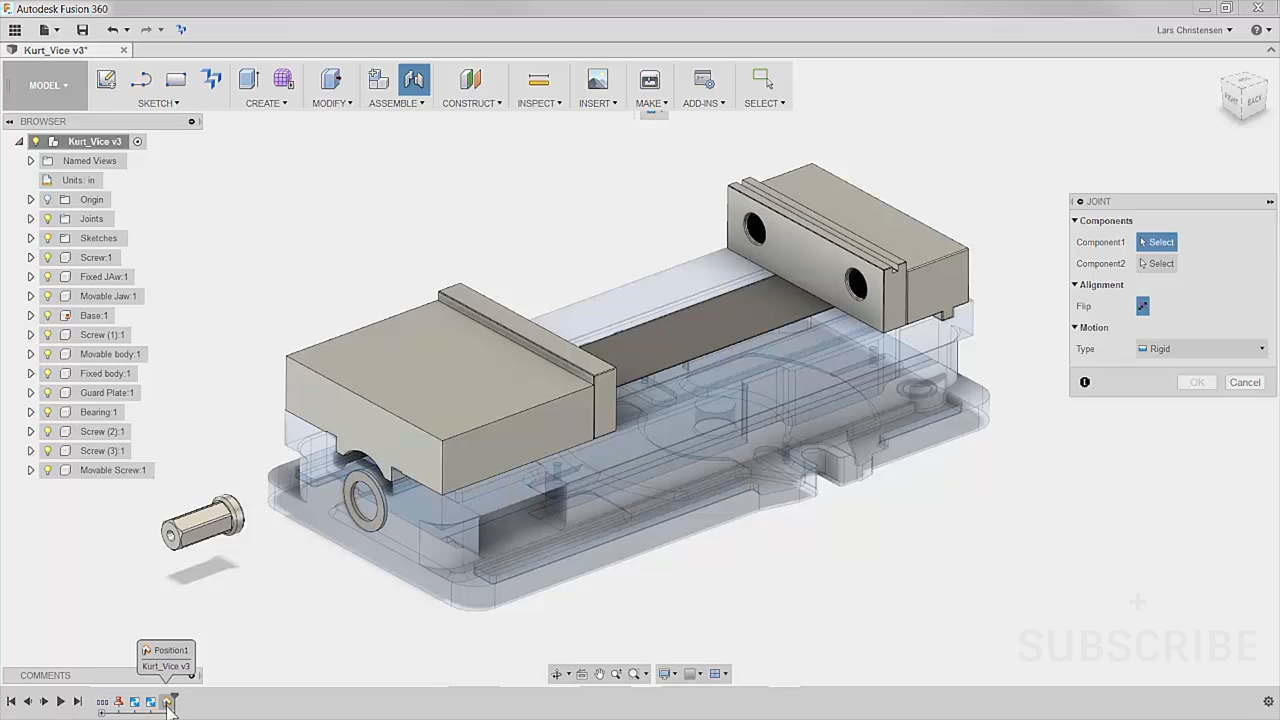 Autodesk Fusion 360
Lars Christensen
Kurt_Vice v3*
MODEL
SKETCH
CREATE
MODIFY
ASSEMBLE
CONSTRUCT
INSPECT
INSERT
MAKE
ADD-INS
SELECT
RIGHT
BACK
BROWSER
Kurt_Vice v3
Named Views
Units: in
Origin
Joints
Sketches
Screw:1
Fixed JAw:1
Movable Jaw:1
Base:1
Screw (1):1
Movable body:1
Fixed body:1
Guard Plate:1
Bearing:1
Screw (2):1
Screw (3):1
Movable Screw:1
JOINT
Components
Component1 Select
Component2 Select
Alignment
Flip
Motion
Type Rigid
OK Cancel
SUBSCRIBE
Position1
Kurt_Vice v3
COMMENTS